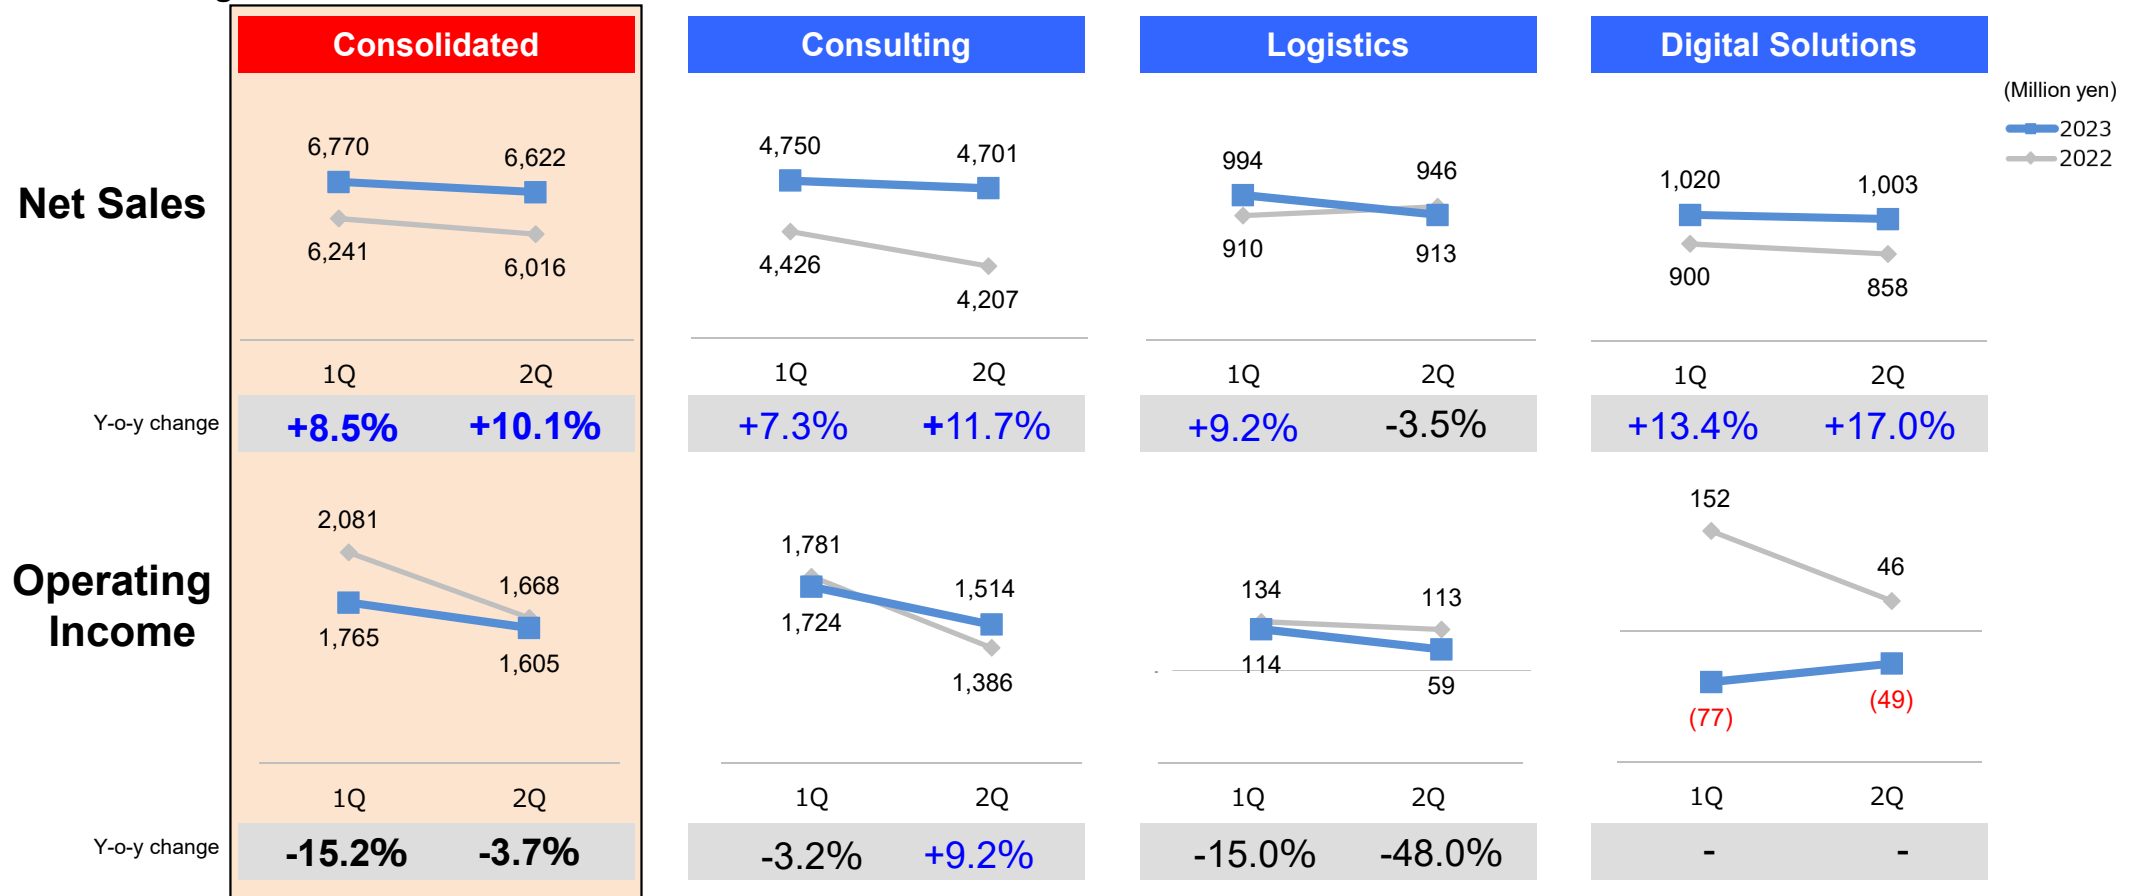 Consolidated
Consulting
Logistics
Digital Solutions
(Million yen)
2023
2022
Net Sales
6,770
6,622
6,241
6,016
1Q
2Q
4,750
4,701
4,426
4,207
1Q
2Q
994
946
910
913
1Q
2Q
1,020
1,003
900
858
1Q
2Q
Y-o-y change
+8.5%
+10.1%
+7.3%
+11.7%
+9.2%
-3.5%
+13.4%
+17.0%
Operating
Income
2,081
1,668
1,765
1,605
1Q
2Q
1,781
1,514
1,724
1,386
1Q
2Q
134
113
114
59
-
1Q
2Q
152
46
(77)
(49)
1Q
2Q
Y-o-y change
-15.2%
-3.7%
-3.2%
+9.2%
-15.0%
-48.0%
-
-